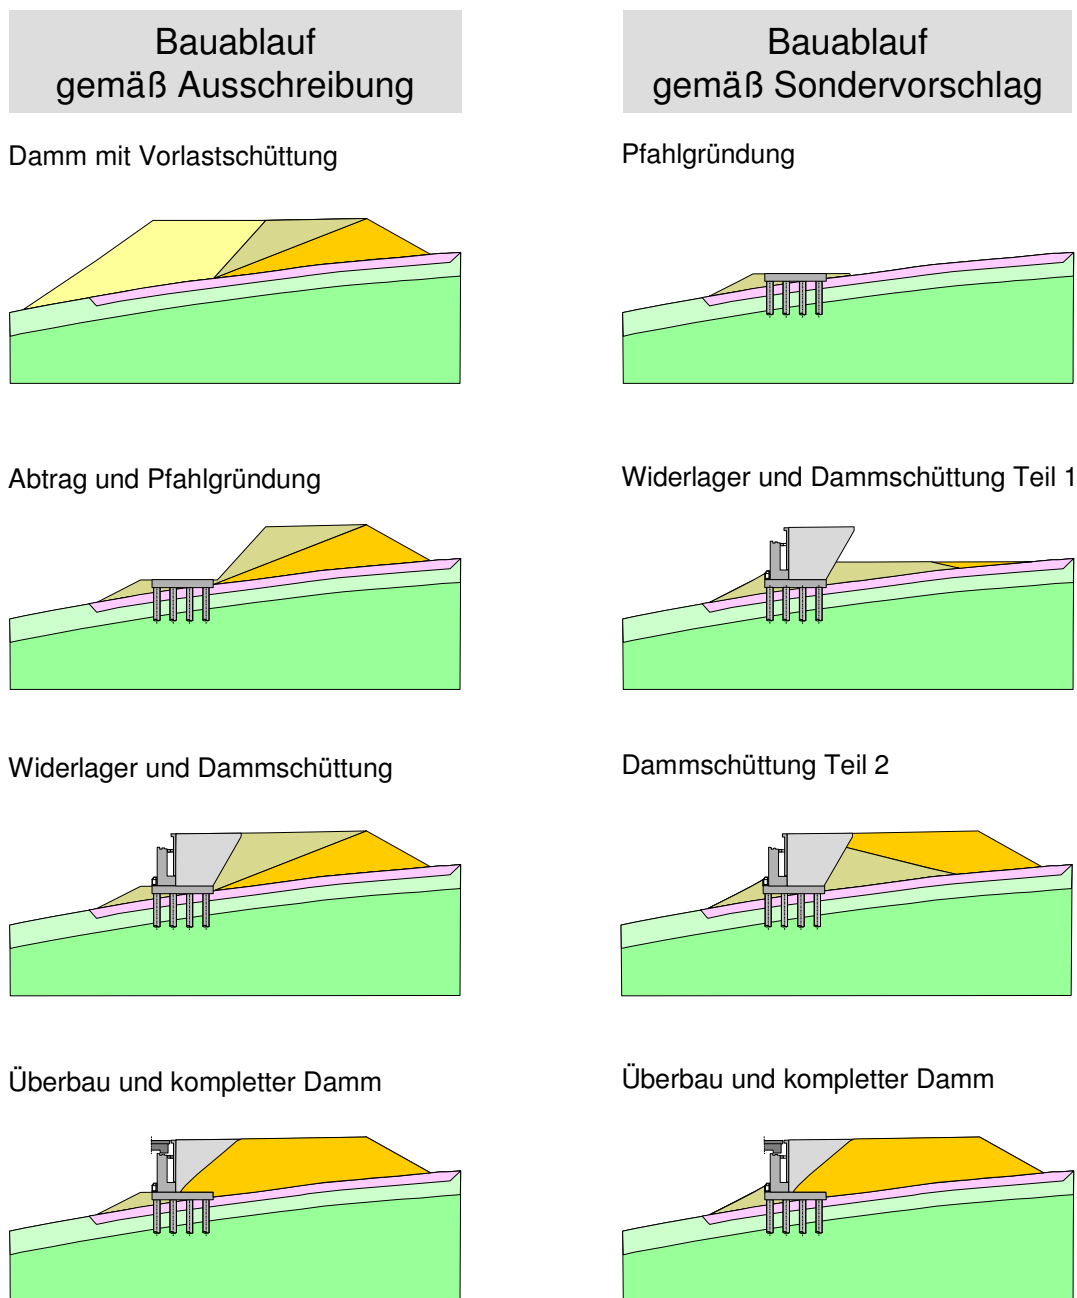 Bauablauf
gemäß Ausschreibung
Damm mit Vorlastschüttung
Abtrag und Pfahlgründung
Widerlager und Dammschüttung
Überbau und kompletter Damm
Bauablauf
gemäß Sondervorschlag
Pfahlgründung
Widerlager und Dammschüttung Teil 1
Dammschüttung Teil 2
Überbau und kompletter Damm